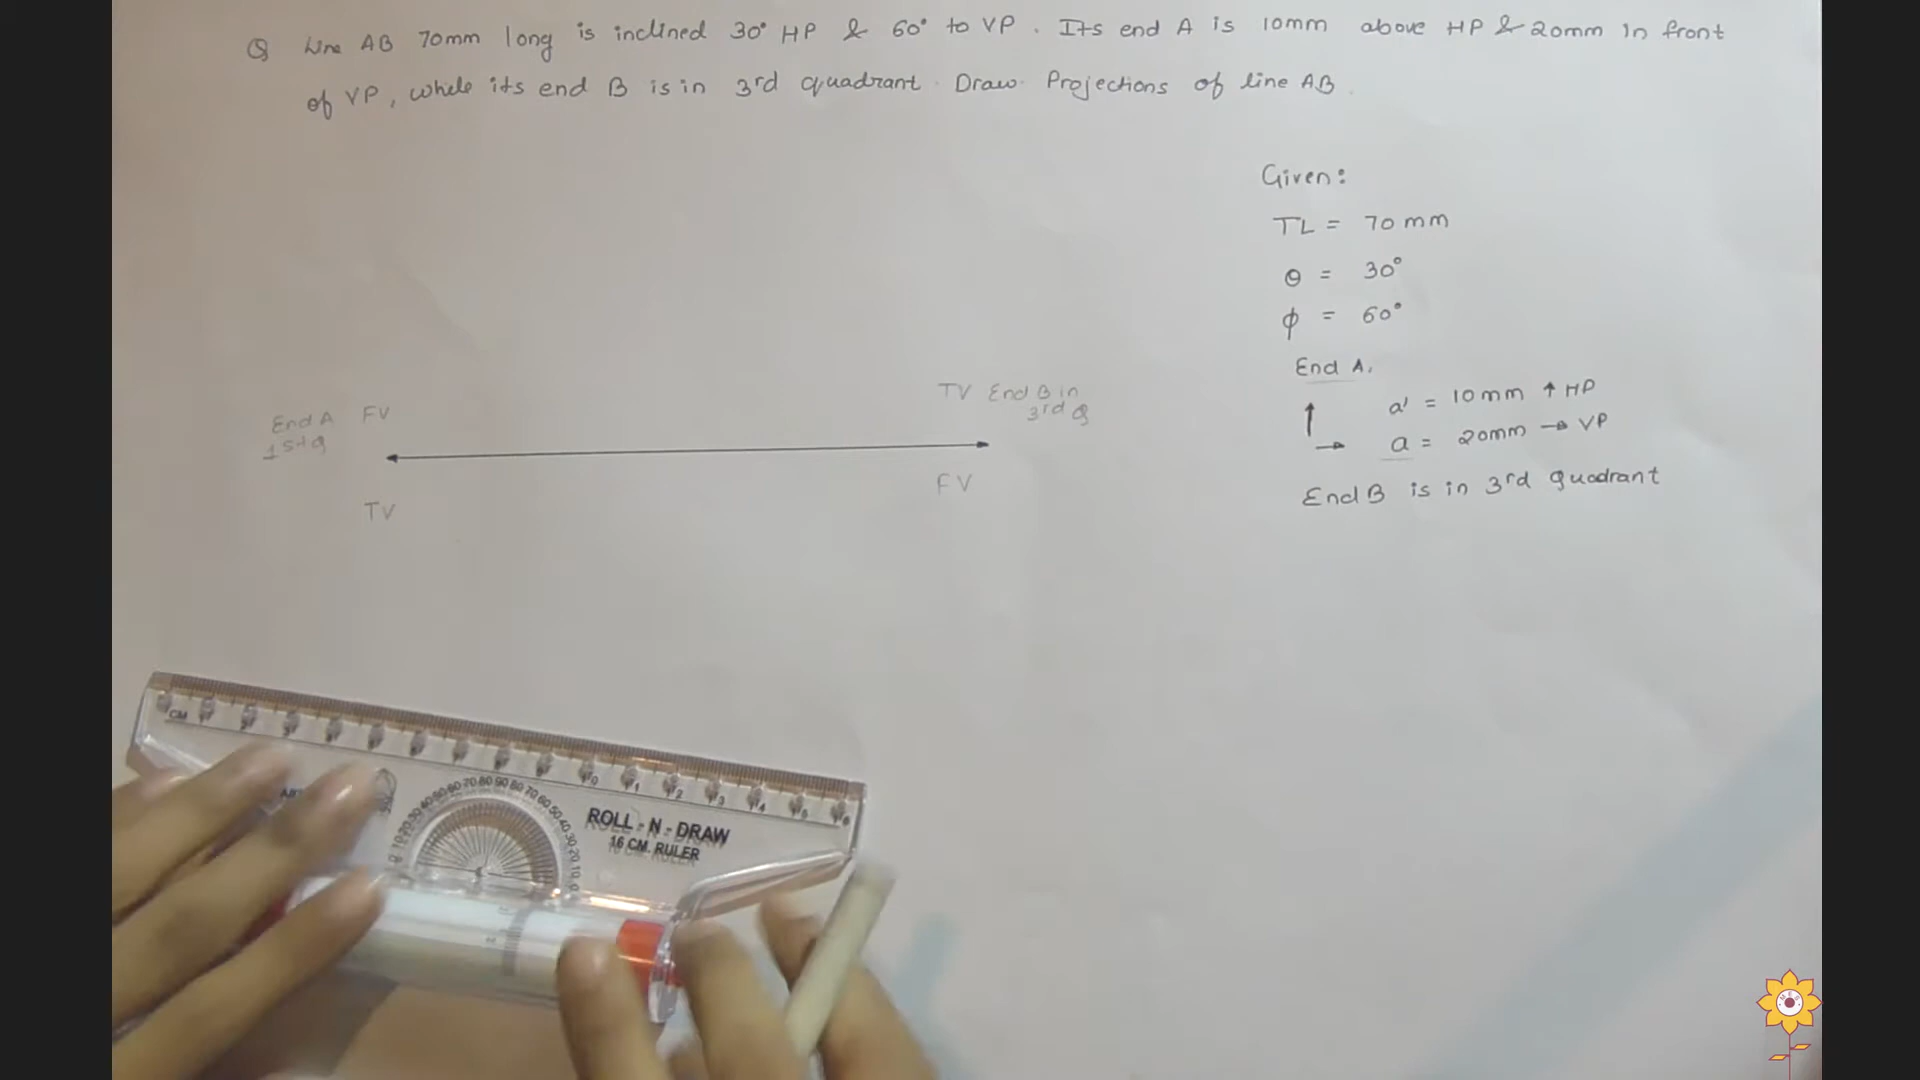 Q Line AB 70mm long is inclined 30° HP & 60° to VP. Its end A is 10mm above HP & 20mm in front
of VP, while its end B is in 3rd quadrant. Draw Projections of line AB.
Given:
TL = 70 mm
θ = 30°
ϕ = 60°
End A.
a' = 10mm ↑ HP
a = 20mm → VP
End B is in 3rd quadrant
End A FV
1st Q
TV
TV End B in
3rd Q
FV
CM
ROLL - N - DRAW
16 CM. RULER